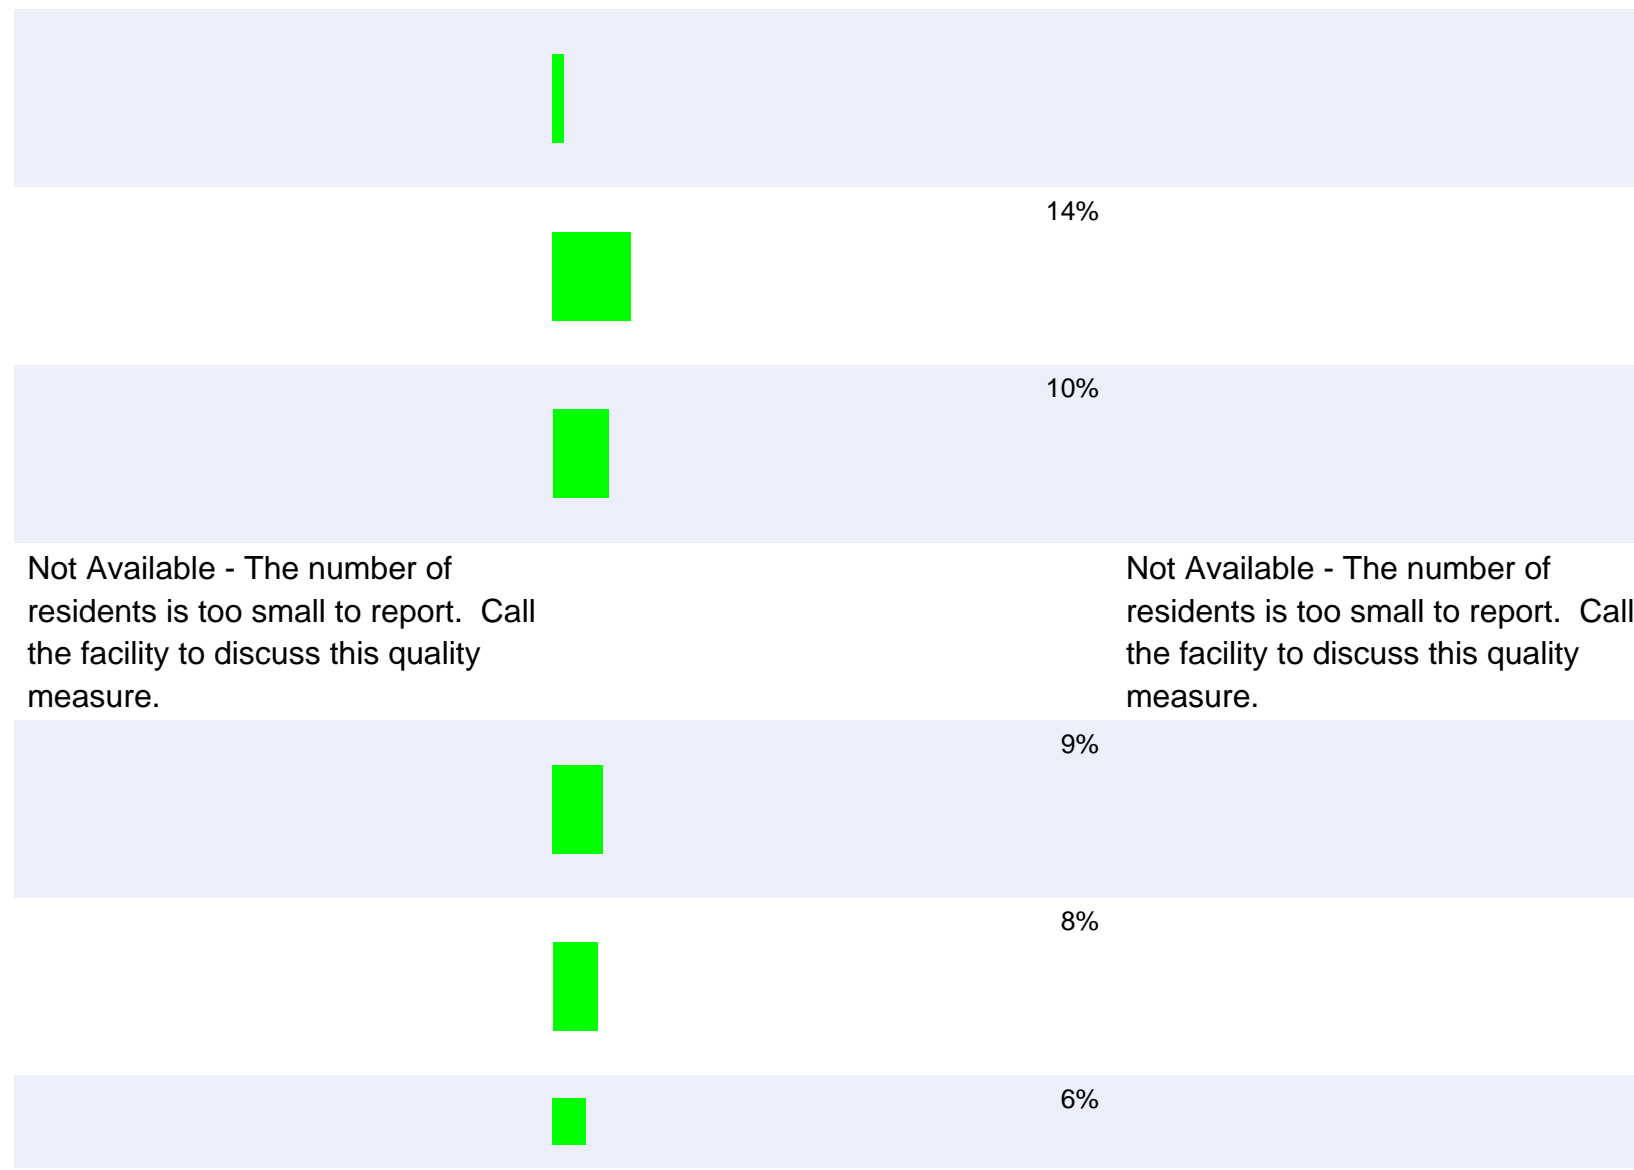 14%
10%
Not Available - The number of
residents is too small to report.  Call
the facility to discuss this quality
measure.
Not Available - The number of
residents is too small to report.  Call
the facility to discuss this quality
measure.
9%
8%
6%